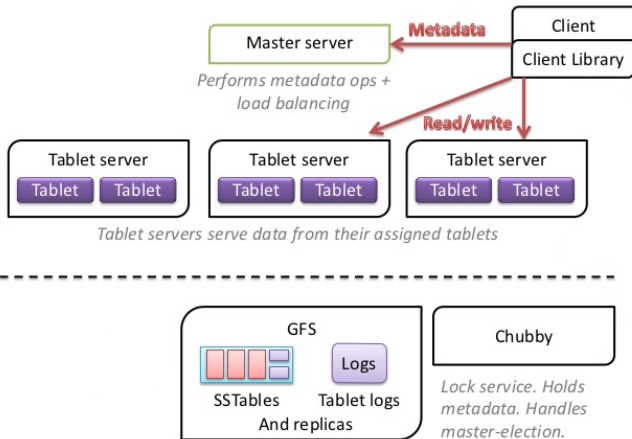 Client
Metadata
Master server
Client Library
Performs metadata ops +
load balancing
Read/write
Tablet server
Tablet Tablet
Tablet server
Tablet Tablet
Tablet server
Tablet Tablet
Tablet servers serve data from their assigned tablets
GFS
Logs
SSTables
Tablet logs
And replicas
Chubby
Lock service. Holds
metadata. Handles
master-election.